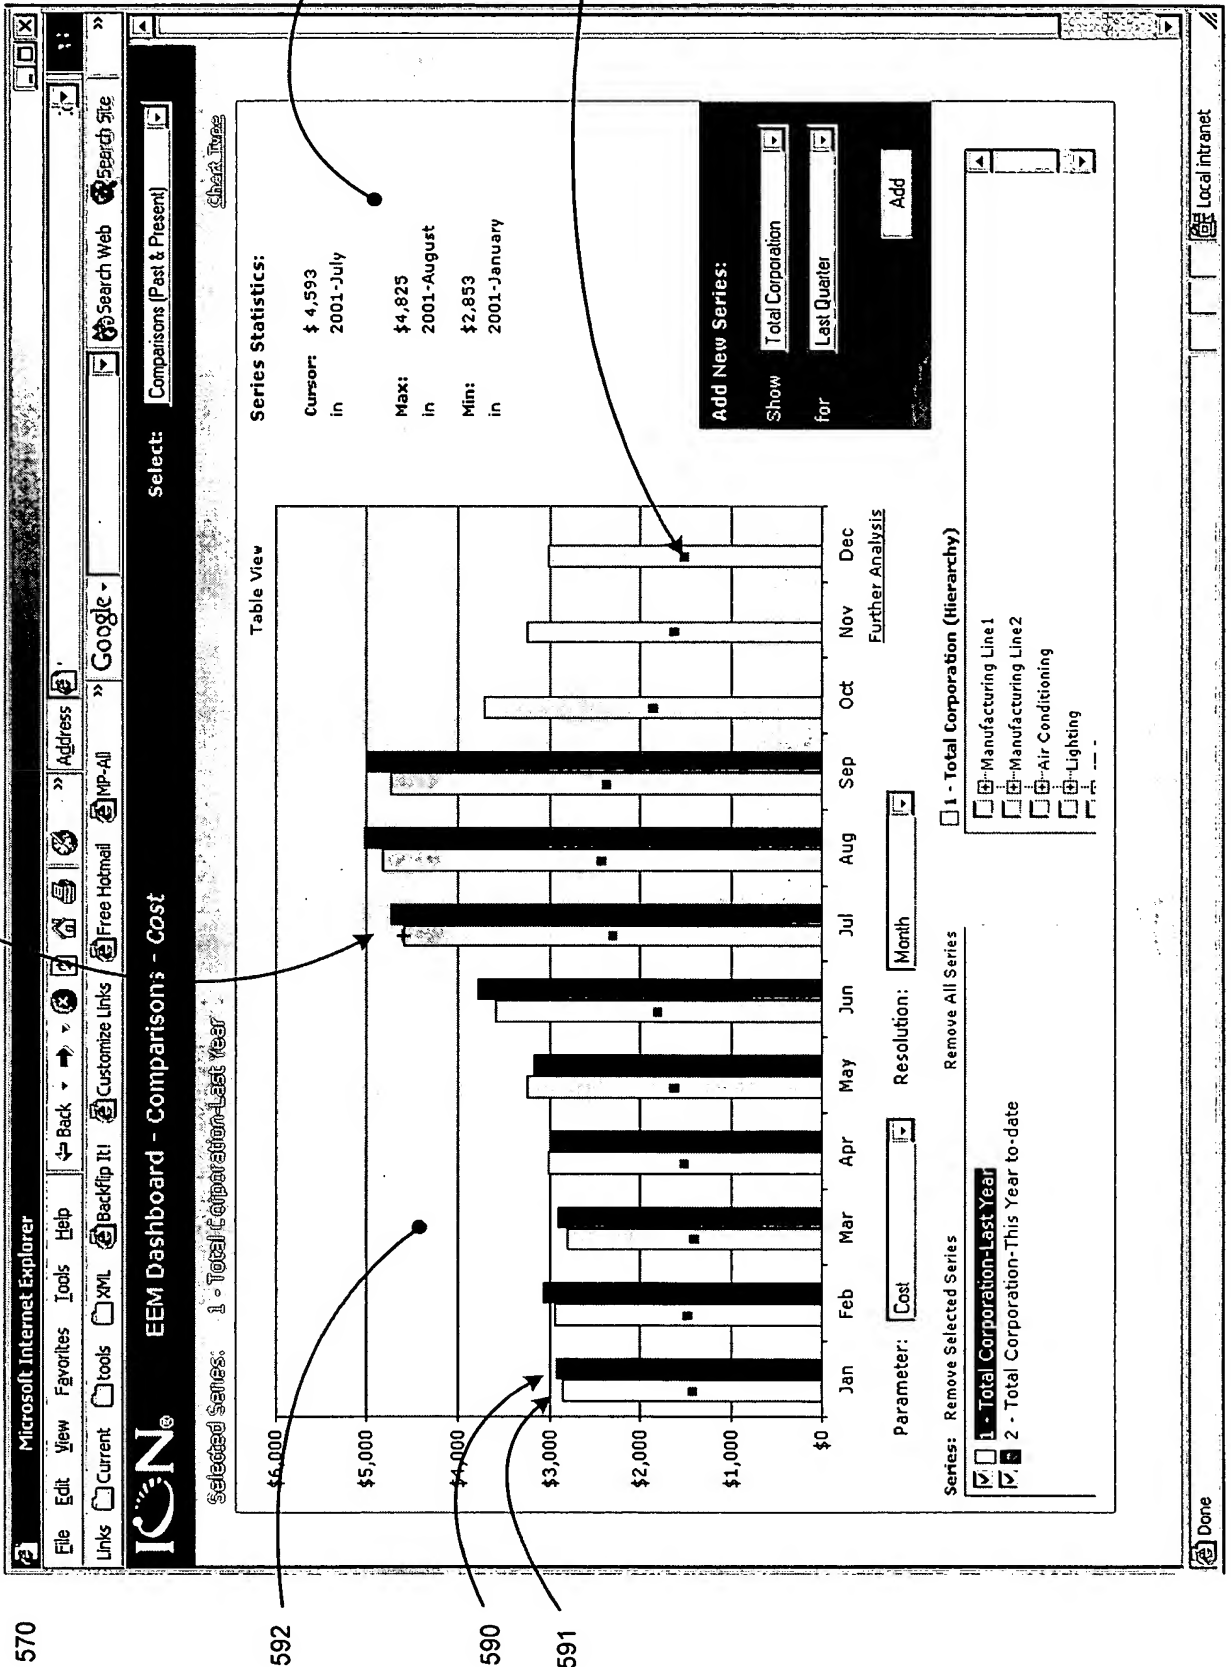 570
Microsoft Internet Explorer
File Edit View Favorites Tools Help
Back
Address
Links Current tools XML Backflip It! Customize Links Free Hotmail MP-All
Google
Search Web Search Site
ION®
EEM Dashboard - Comparisons - Cost
Select: Comparisons (Past & Present)
Selected Series: 1 - Total Corporation-Last Year
Chart Type
Table View
$6,000
$5,000
$4,000
$3,000
$2,000
$1,000
$0
Jan Feb Mar Apr May Jun Jul Aug Sep Oct Nov Dec
Further Analysis
Series Statistics:
Cursor: $ 4,593
in 2001-July
Max: $4,825
in 2001-August
Min: $2,853
in 2001-January
Parameter: Cost
Resolution: Month
Add New Series:
Show Total Corporation
for Last Quarter
Add
Series: Remove Selected Series Remove All Series
1 - Total Corporation-Last Year
2 - Total Corporation-This Year to-date
1 - Total Corporation (Hierarchy)
Manufacturing Line1
Manufacturing Line2
Air Conditioning
Lighting
Done
Local intranet
592
590
591